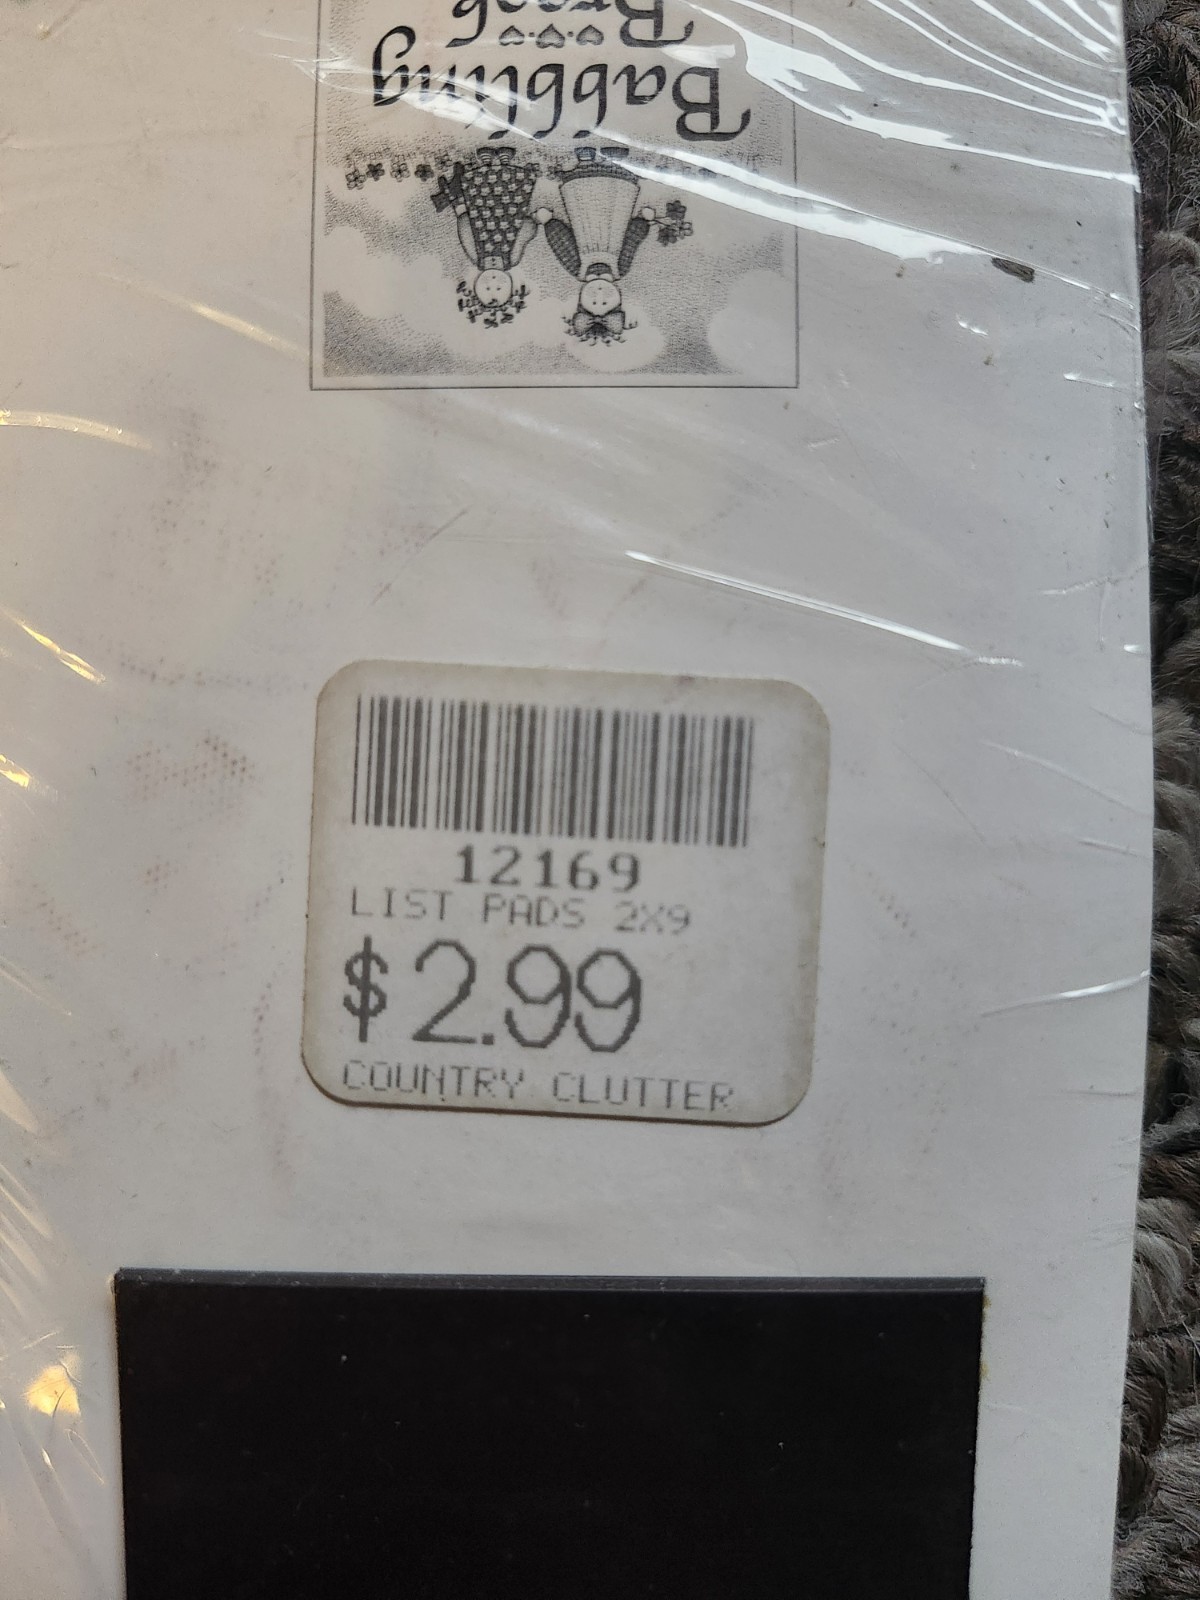 Babbling
Brook
12169
LIST PADS 2X9
$2.99
COUNTRY CLUTTER